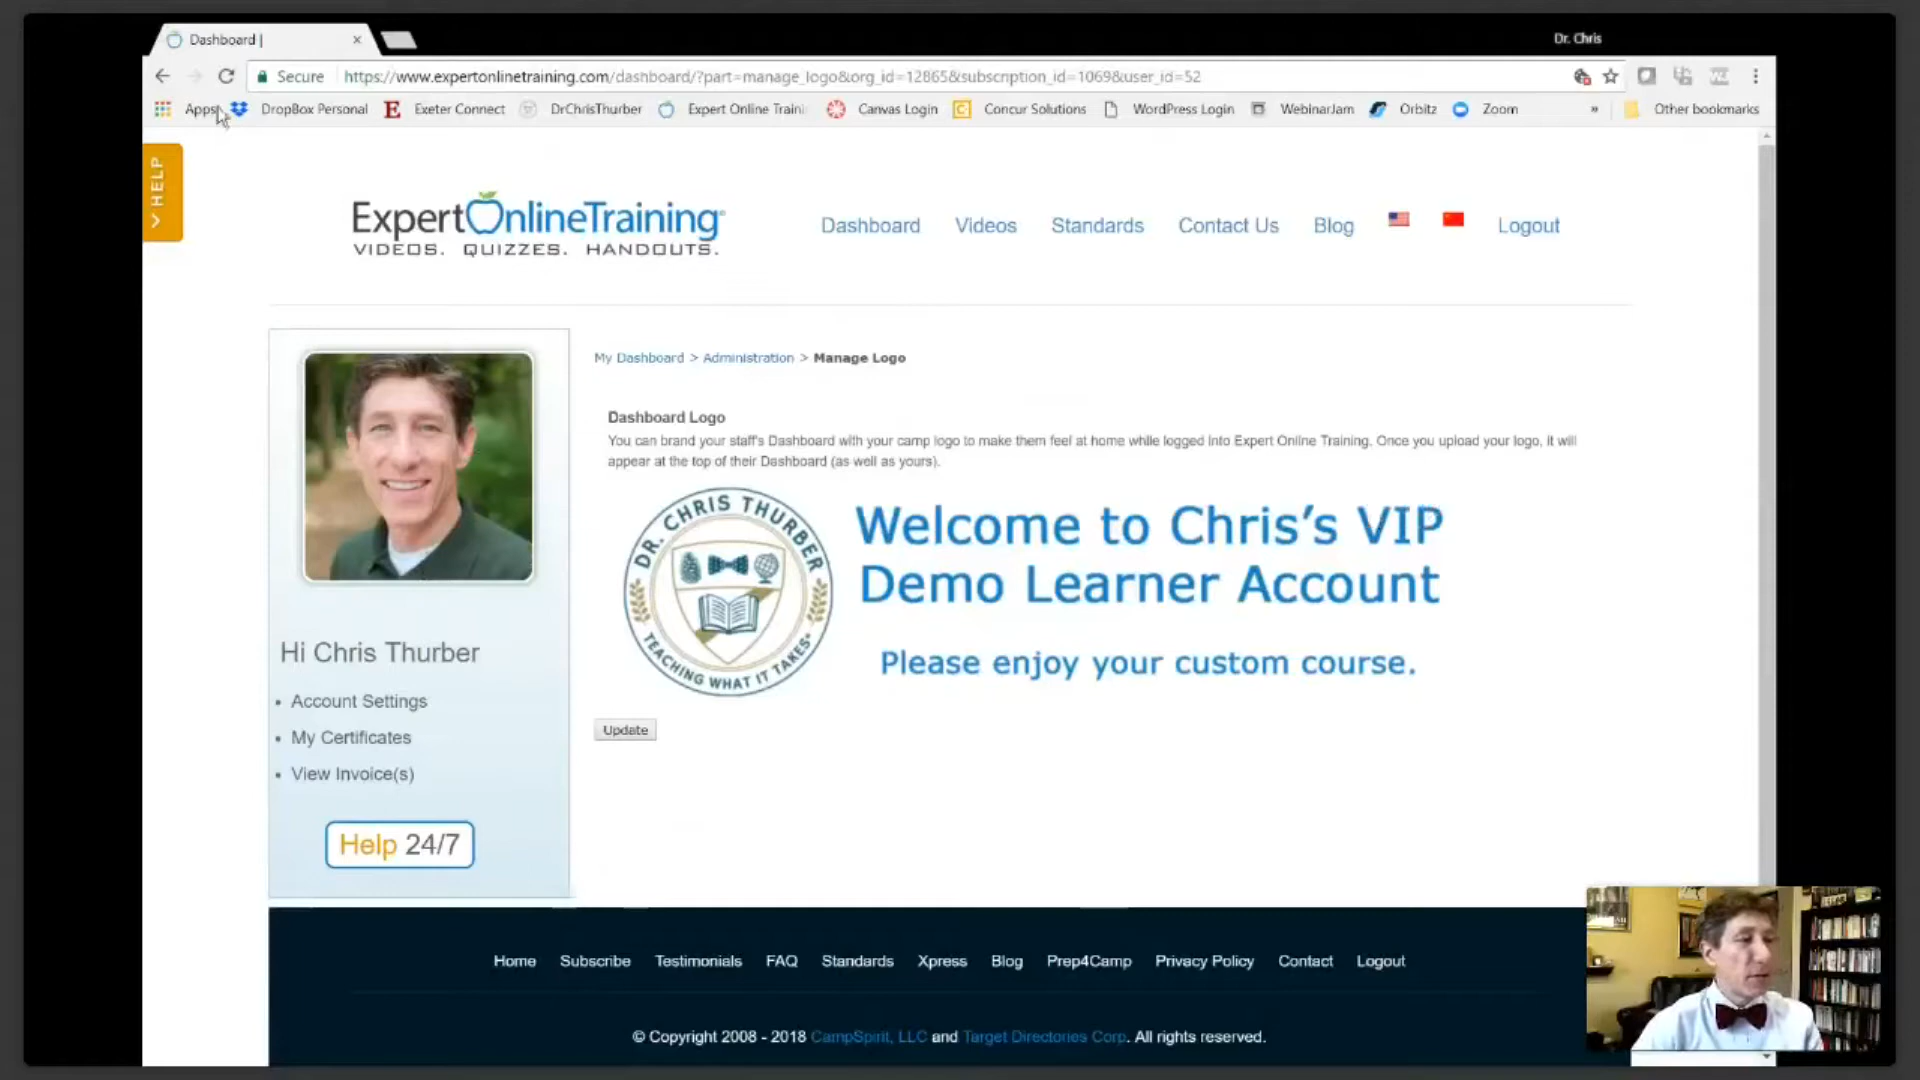 Dashboard |
Dr. Chris
Secure https://www.expertonlinetraining.com/dashboard/?part=manage_logo&org_id=12865&subscription_id=1069&user_id=52
Apps DropBox Personal Exeter Connect DrChrisThurber Expert Online Traini Canvas Login Concur Solutions WordPress Login WebinarJam Orbitz Zoom » Other bookmarks
HELP
ExpertOnlineTraining
VIDEOS. QUIZZES. HANDOUTS.
Dashboard Videos Standards Contact Us Blog Logout
My Dashboard > Administration > Manage Logo
Dashboard Logo
You can brand your staff's Dashboard with your camp logo to make them feel at home while logged into Expert Online Training. Once you upload your logo, it will
appear at the top of their Dashboard (as well as yours).
DR. CHRIS THURBER
TEACHING WHAT IT TAKES
Welcome to Chris's VIP
Demo Learner Account
Please enjoy your custom course.
Update
Hi Chris Thurber
Account Settings
My Certificates
View Invoice(s)
Help 24/7
Home Subscribe Testimonials FAQ Standards Xpress Blog Prep4Camp Privacy Policy Contact Logout
© Copyright 2008 - 2018 CampSpirit, LLC and Target Directories Corp. All rights reserved.